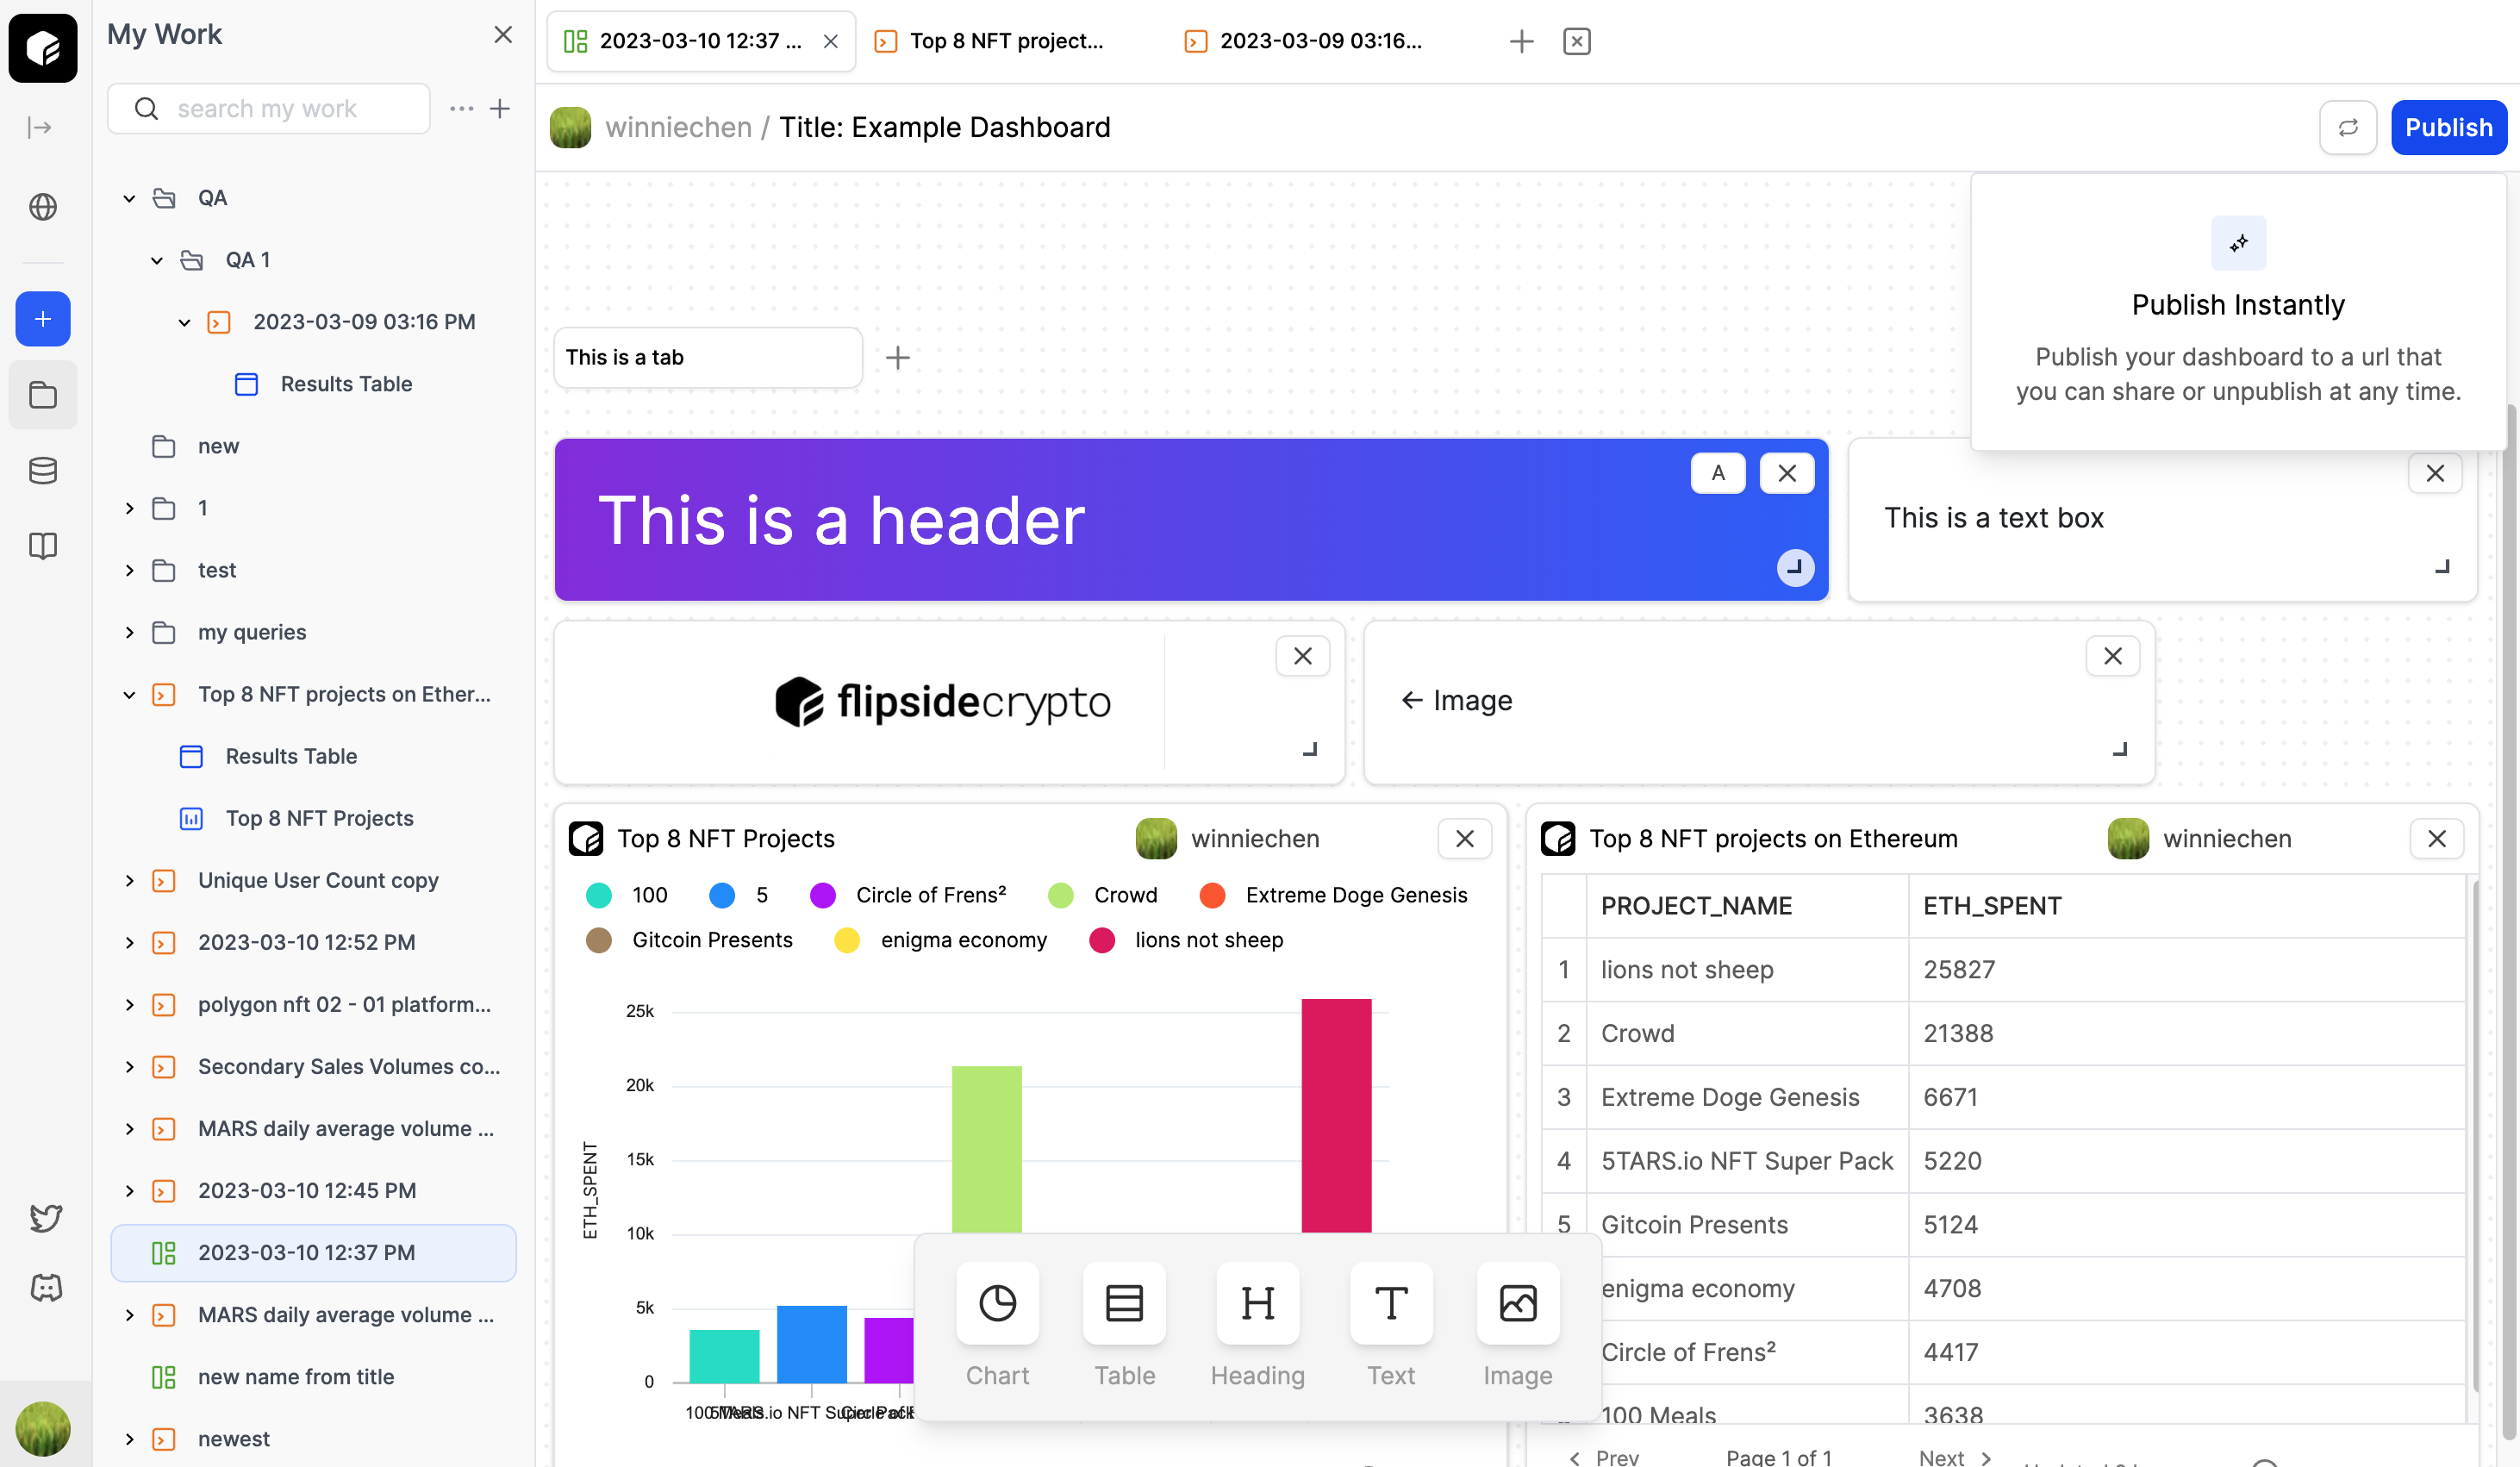 My Work
search my work
QA
QA 1
2023-03-09 03:16 PM
Results Table
new
1
test
my queries
Top 8 NFT projects on Ether...
Results Table
Top 8 NFT Projects
Unique User Count copy
2023-03-10 12:52 PM
polygon nft 02 - 01 platform...
Secondary Sales Volumes co...
MARS daily average volume ...
2023-03-10 12:45 PM
2023-03-10 12:37 PM
MARS daily average volume ...
new name from title
newest
2023-03-10 12:37 ...
Top 8 NFT project...
2023-03-09 03:16...
winniechen / Title: Example Dashboard
Publish
Publish Instantly
Publish your dashboard to a url that
you can share or unpublish at any time.
This is a tab
This is a header
A
This is a text box
flipsidecrypto
← Image
Top 8 NFT Projects
winniechen
100 5 Circle of Frens² Crowd Extreme Doge Genesis
Gitcoin Presents enigma economy lions not sheep
ETH_SPENT
25k
20k
15k
10k
5k
0
Chart Table Heading Text Image
Top 8 NFT projects on Ethereum
winniechen
PROJECT_NAME ETH_SPENT
1 lions not sheep 25827
2 Crowd 21388
3 Extreme Doge Genesis 6671
4 5TARS.io NFT Super Pack 5220
5 Gitcoin Presents 5124
enigma economy 4708
Circle of Frens² 4417
100 Meals 3638
Prev Page 1 of 1 Next